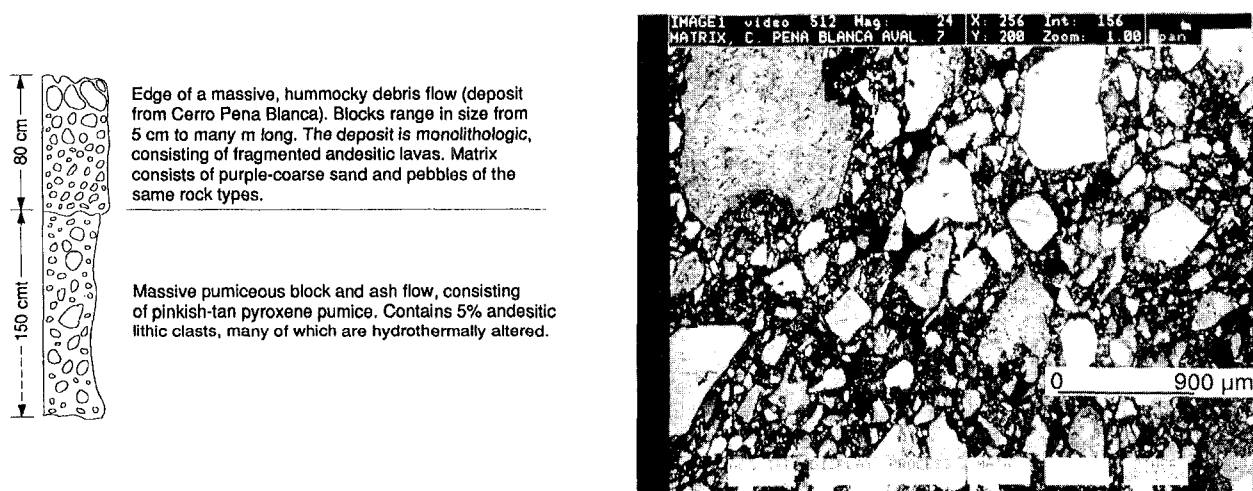 80 cm
150 cmt
Edge of a massive, hummocky debris flow (deposit
from Cerro Pena Blanca). Blocks range in size from
5 cm to many m long. The deposit is monolithologic,
consisting of fragmented andesitic lavas. Matrix
consists of purple-coarse sand and pebbles of the
same rock types.
Massive pumiceous block and ash flow, consisting
of pinkish-tan pyroxene pumice. Contains 5% andesitic
lithic clasts, many of which are hydrothermally altered.
IMAGE1 video 512 Mag: 24 X: 256 Int: 156
MATRIX, C. PENA BLANCA AVAL. 7 Y: 200 Zoom: 1.00 pan
0 900 µm